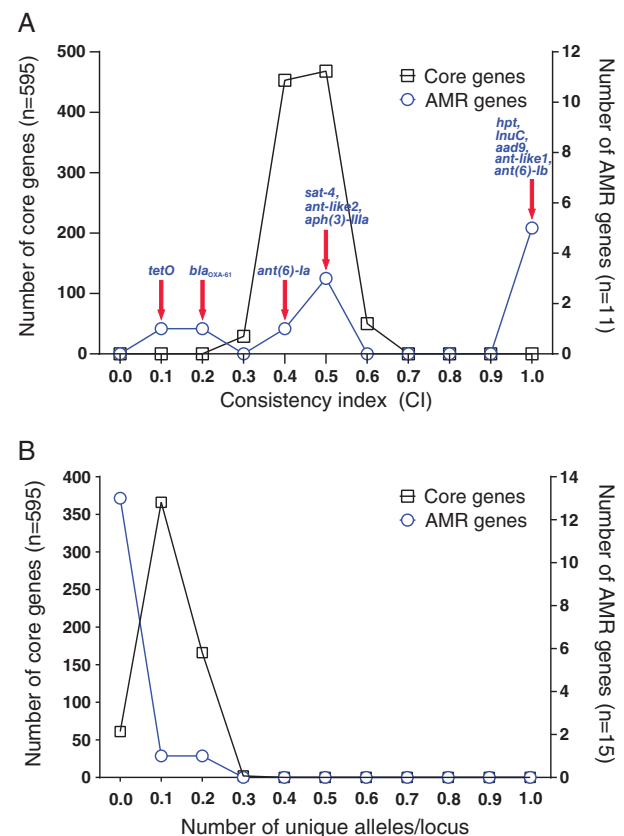 A
500
400
300
200
100
0
Number of core genes (n=595)
12
10
8
6
4
2
0
Number of AMR genes (n=11)
Core genes
AMR genes
hpt,
lnuC,
aad9,
ant-like1,
ant(6)-Ib
sat-4,
ant-like2,
aph(3)-IIIa
tetO
blaOXA-61
ant(6)-Ia
0.0 0.1 0.2 0.3 0.4 0.5 0.6 0.7 0.8 0.9 1.0
Consistency index (CI)
B
400
350
300
250
200
150
100
50
0
Number of core genes (n=595)
14
12
10
8
6
4
2
0
Number of AMR genes (n=15)
Core genes
AMR genes
0.0 0.1 0.2 0.3 0.4 0.5 0.6 0.7 0.8 0.9 1.0
Number of unique alleles/locus